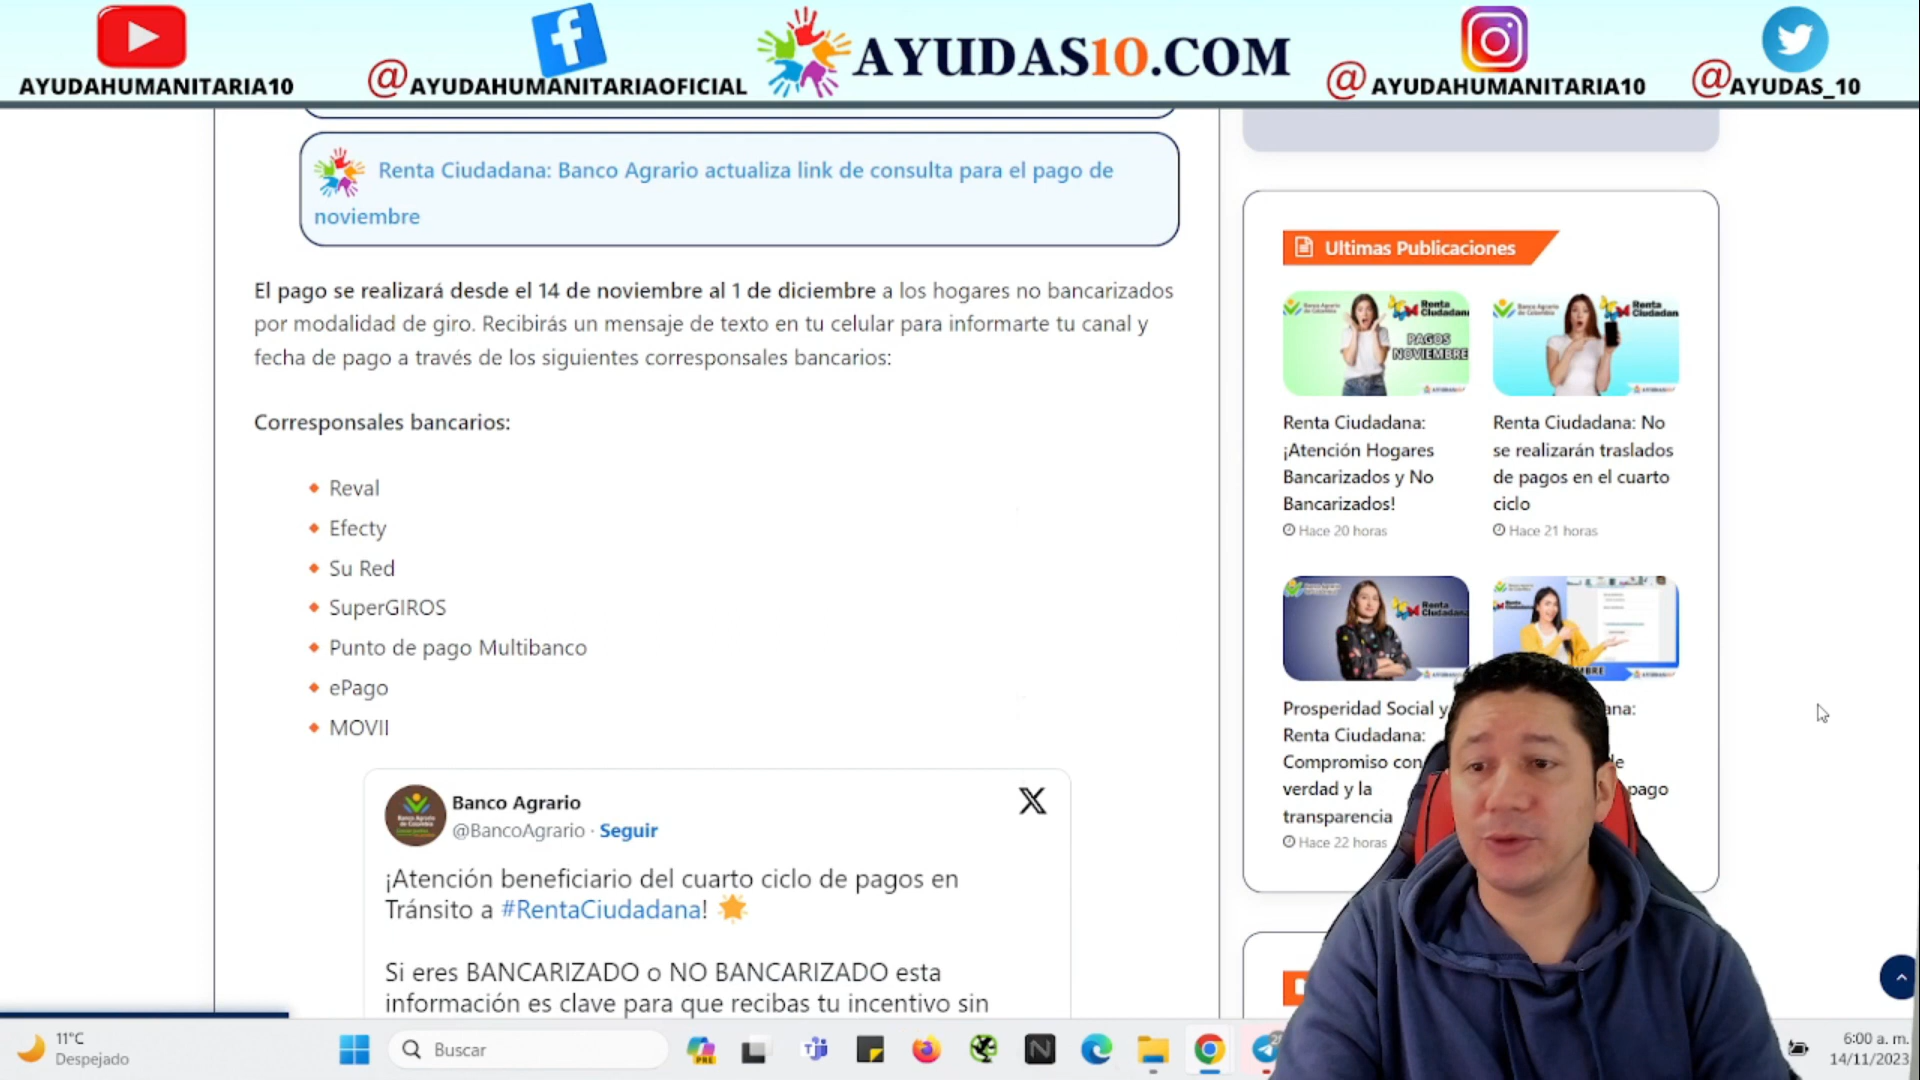 AYUDAHUMANITARIA10
@AYUDAHUMANITARIAOFICIAL
AYUDAS10.COM
@AYUDAHUMANITARIA10
@AYUDAS_10
Renta Ciudadana: Banco Agrario actualiza link de consulta para el pago de
noviembre
El pago se realizará desde el 14 de noviembre al 1 de diciembre a los hogares no bancarizados
por modalidad de giro. Recibirás un mensaje de texto en tu celular para informarte tu canal y
fecha de pago a través de los siguientes corresponsales bancarios:
Corresponsales bancarios:
Reval
Efecty
Su Red
SuperGIROS
Punto de pago Multibanco
ePago
MOVII
Banco Agrario
@BancoAgrario · Seguir
¡Atención beneficiario del cuarto ciclo de pagos en
Tránsito a #RentaCiudadana!
Si eres BANCARIZADO o NO BANCARIZADO esta
información es clave para que recibas tu incentivo sin
Ultimas Publicaciones
Renta Ciudadana
PAGOS
NOVIEMBRE
Renta Ciudadana:
¡Atención Hogares
Bancarizados y No
Bancarizados!
Hace 20 horas
Renta Ciudadana: No
se realizarán traslados
de pagos en el cuarto
ciclo
Hace 21 horas
Renta Ciudadana
Prosperidad Social y
Renta Ciudadana:
Compromiso con
verdad y la
transparencia
Hace 22 horas
pago
11°C
Despejado
Buscar
PRE
6:00 a. m.
14/11/2023